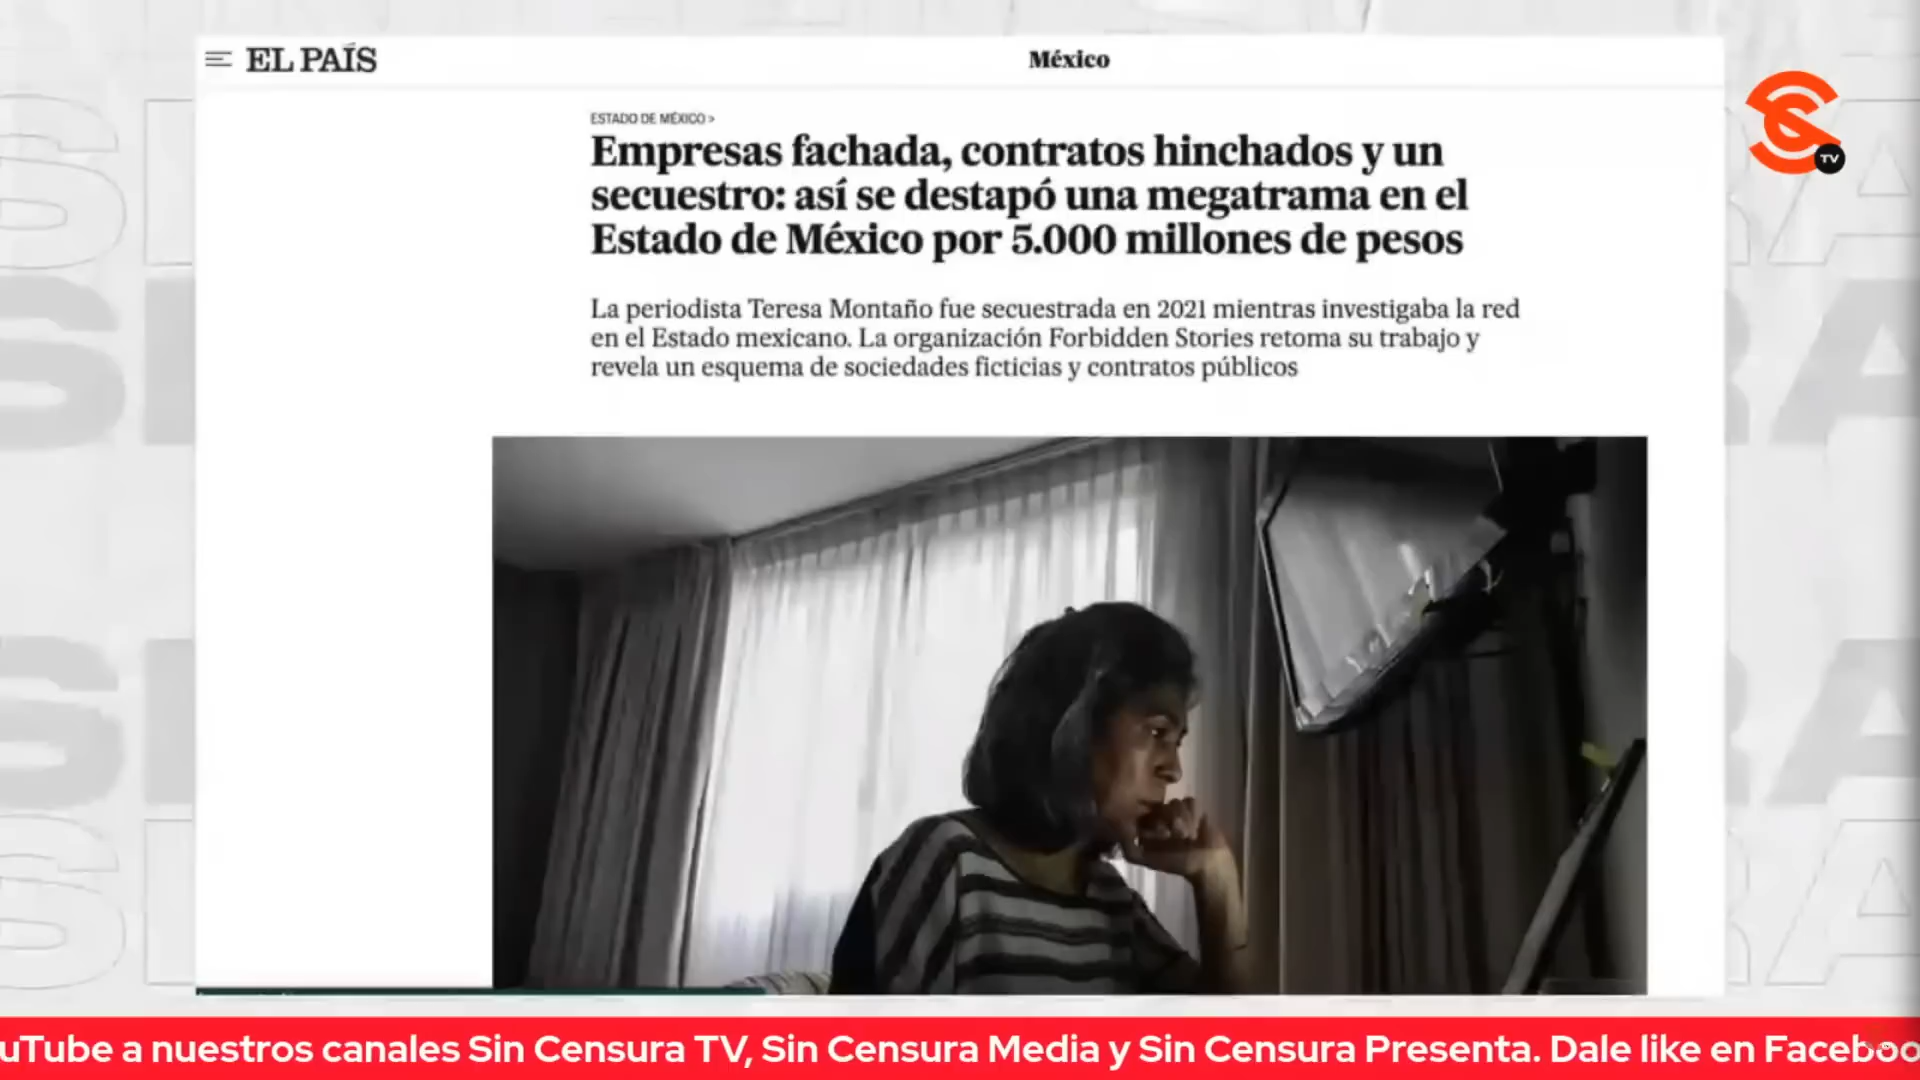 EL PAÍS
México
ESTADO DE MÉXICO >
Empresas fachada, contratos hinchados y un
secuestro: así se destapó una megatrama en el
Estado de México por 5.000 millones de pesos
La periodista Teresa Montaño fue secuestrada en 2021 mientras investigaba la red
en el Estado mexicano. La organización Forbidden Stories retoma su trabajo y
revela un esquema de sociedades ficticias y contratos públicos
TV
uTube a nuestros canales Sin Censura TV, Sin Censura Media y Sin Censura Presenta. Dale like en Faceboo